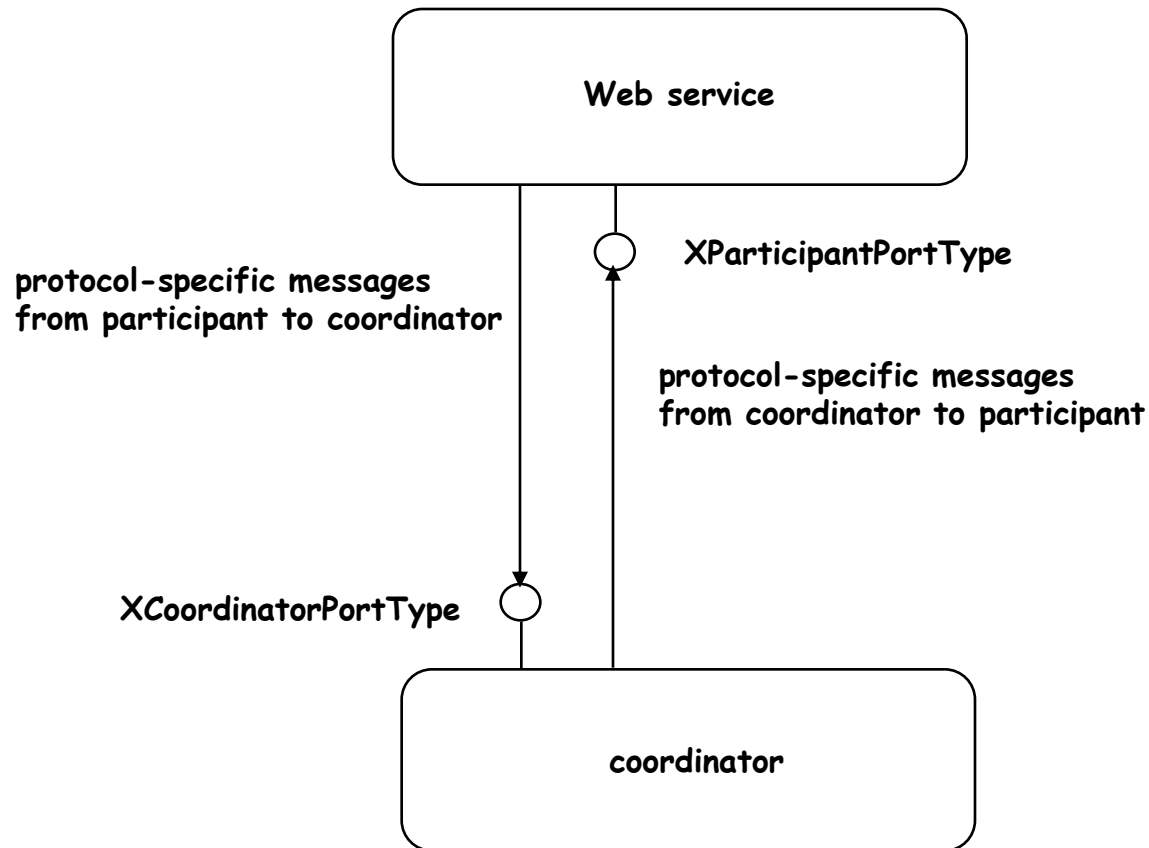 Web service
XParticipantPortType
protocol-specific messages
from participant to coordinator
protocol-specific messages
from coordinator to participant
XCoordinatorPortType
coordinator